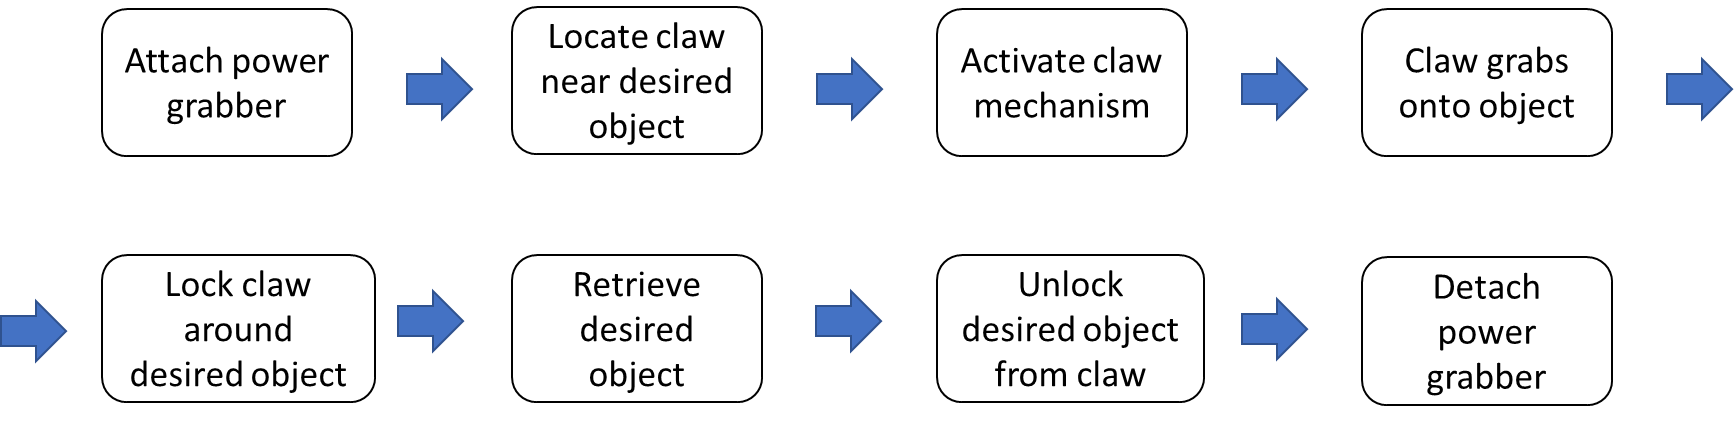 Attach power
grabber
Locate claw
near desired
object
Activate claw
mechanism
Claw grabs
onto object
Lock claw
around
desired object
Retrieve
desired
object
Unlock
desired object
from claw
Detach
power
grabber